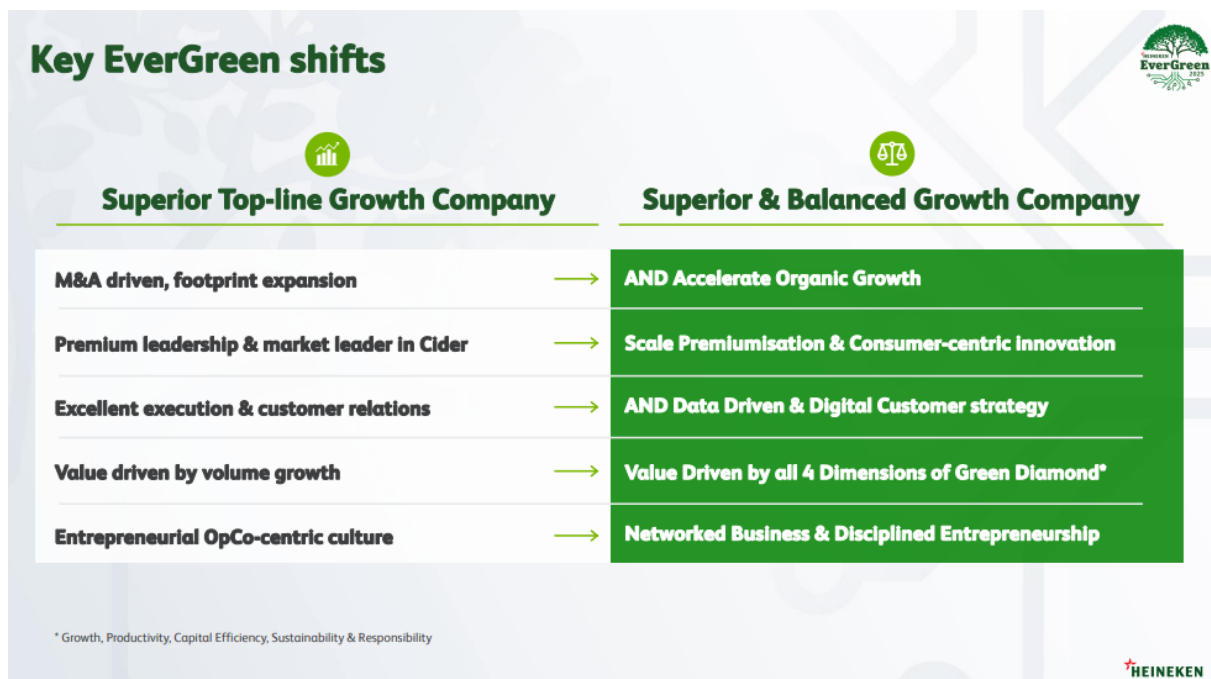 Key EverGreen shifts
HEINEKEN
EverGreen
2025
Superior Top-line Growth Company
Superior & Balanced Growth Company
M&A driven, footprint expansion
AND Accelerate Organic Growth
Premium leadership & market leader in Cider
Scale Premiumisation & Consumer-centric innovation
Excellent execution & customer relations
AND Data Driven & Digital Customer strategy
Value driven by volume growth
Value Driven by all 4 Dimensions of Green Diamond*
Entrepreneurial OpCo-centric culture
Networked Business & Disciplined Entrepreneurship
* Growth, Productivity, Capital Efficiency, Sustainability & Responsibility
HEINEKEN